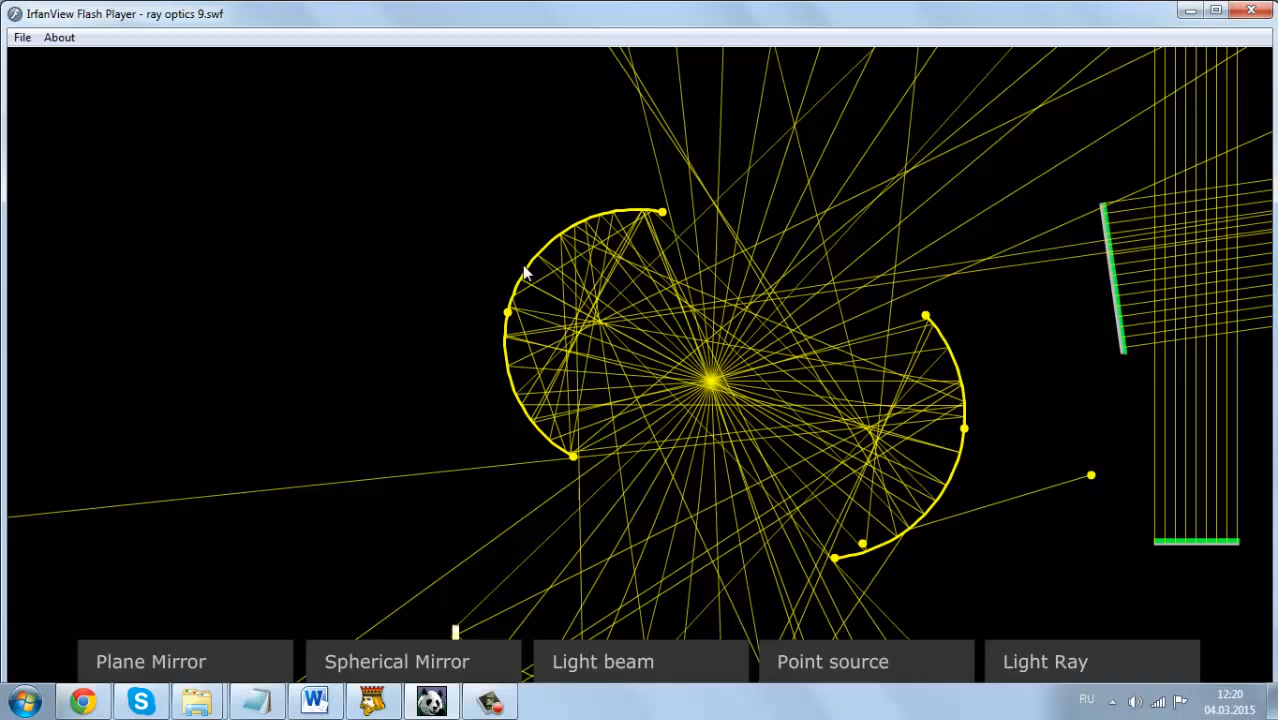 IrfanView Flash Player - ray optics 9.swf
File About
Plane Mirror Spherical Mirror Light beam Point source Light Ray
RU 12:20
04.03.2015